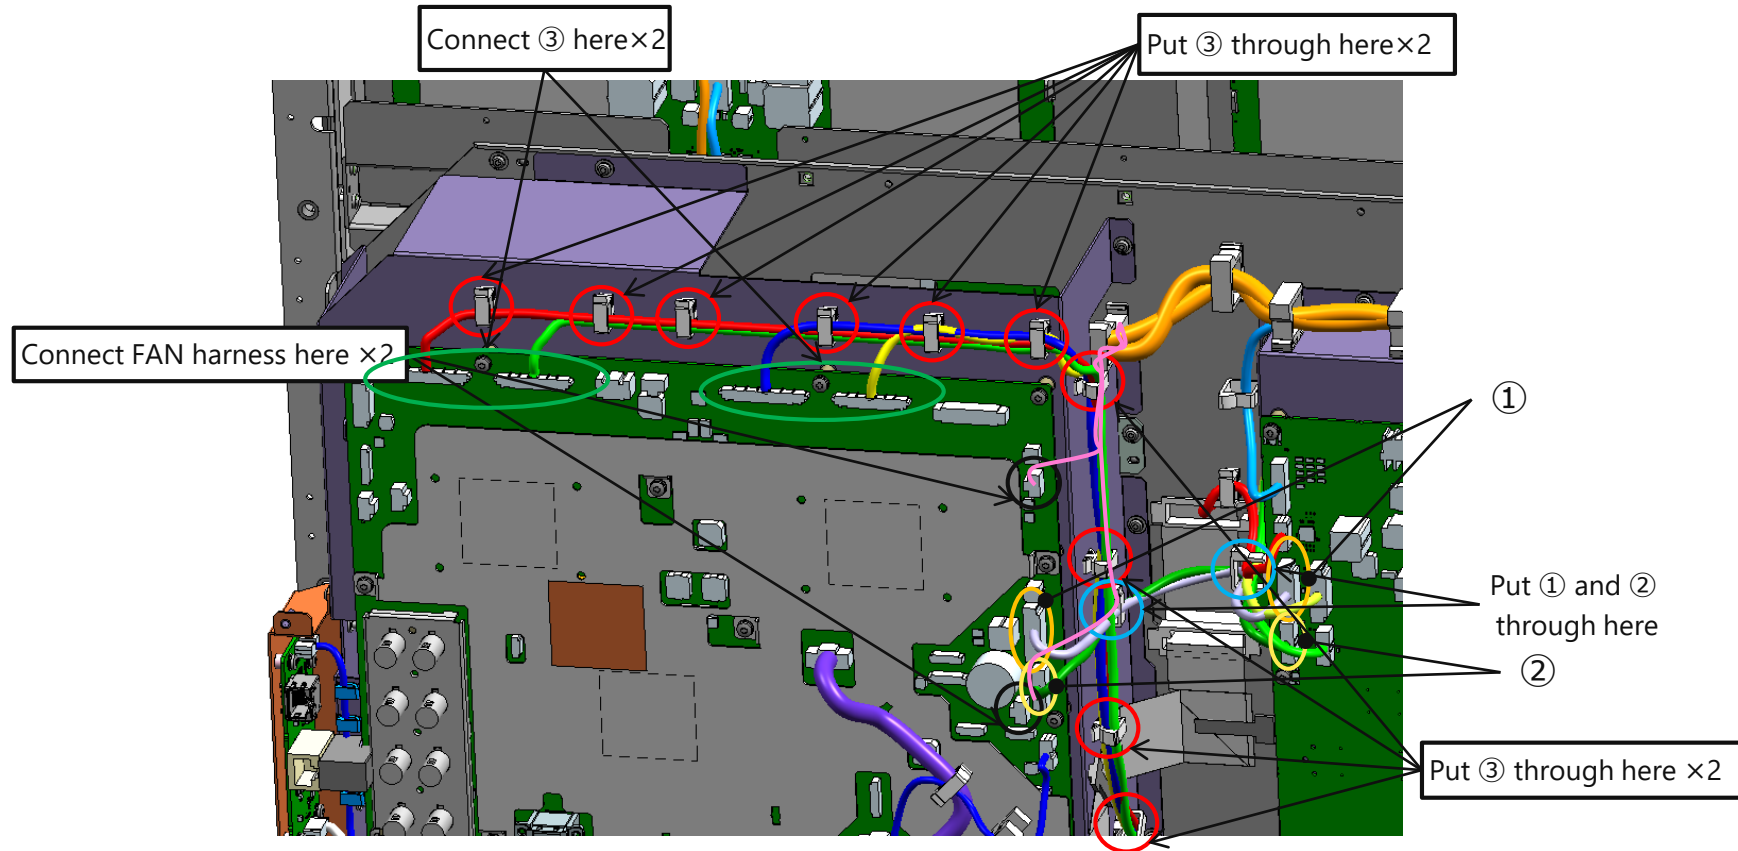 Connect ③ here×2
Put ③ through here×2
Connect FAN harness here ×2
①
Put ① and ②
through here
②
Put ③ through here ×2